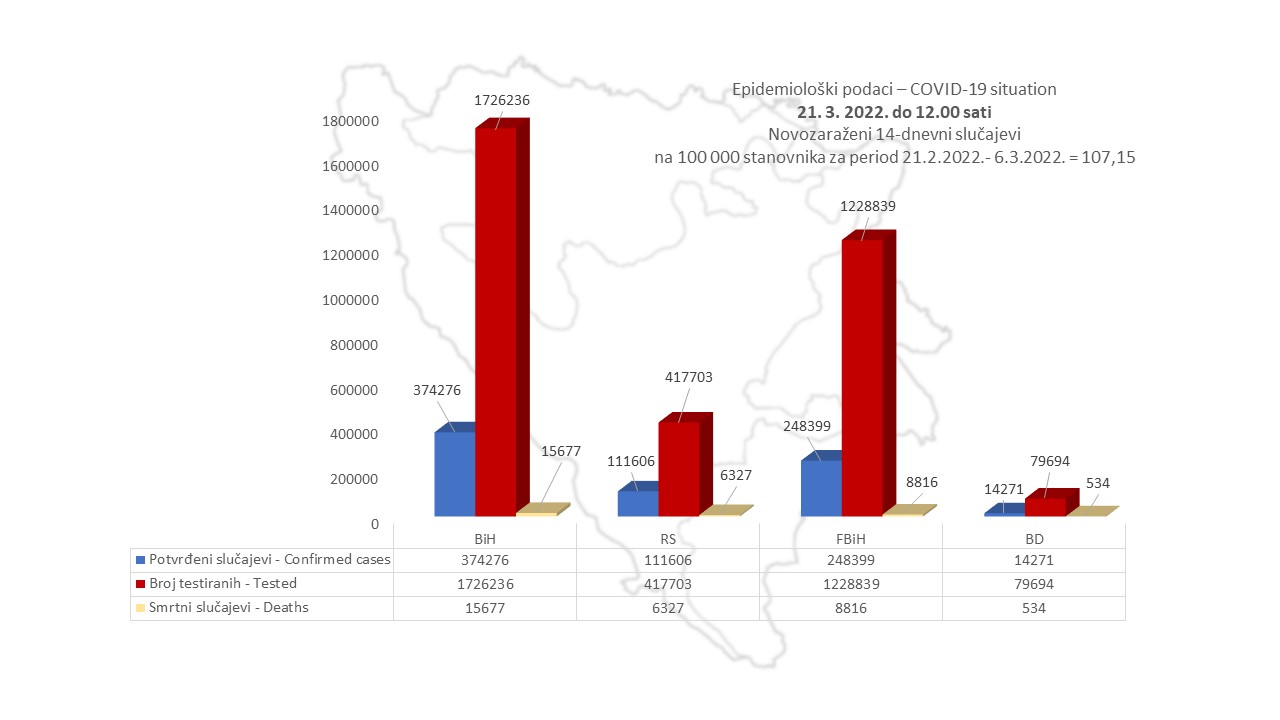 Epidemiološki podaci – COVID-19 situation
21. 3. 2022. do 12.00 sati
Novozaraženi 14-dnevni slučajevi
na 100 000 stanovnika za period 21.2.2022.- 6.3.2022. = 107,15
1800000
1600000
1400000
1200000
1000000
800000
600000
400000
200000
0
374276
1726236
15677
111606
417703
6327
248399
1228839
8816
14271
79694
534
BiH RS FBiH BD
Potvrđeni slučajevi - Confirmed cases 374276 111606 248399 14271
Broj testiranih - Tested 1726236 417703 1228839 79694
Smrtni slučajevi - Deaths 15677 6327 8816 534